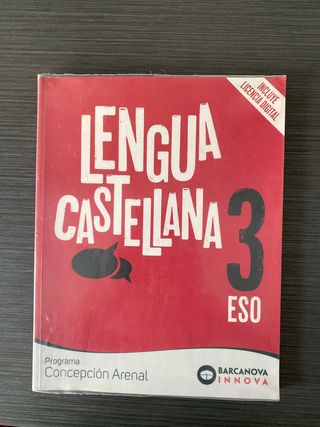 INCLUYE
LICENCIA DIGITAL
LENGUA
CASTELLANA
3
ESO
Programa
Concepción Arenal
BARCANOVA
INNOVA